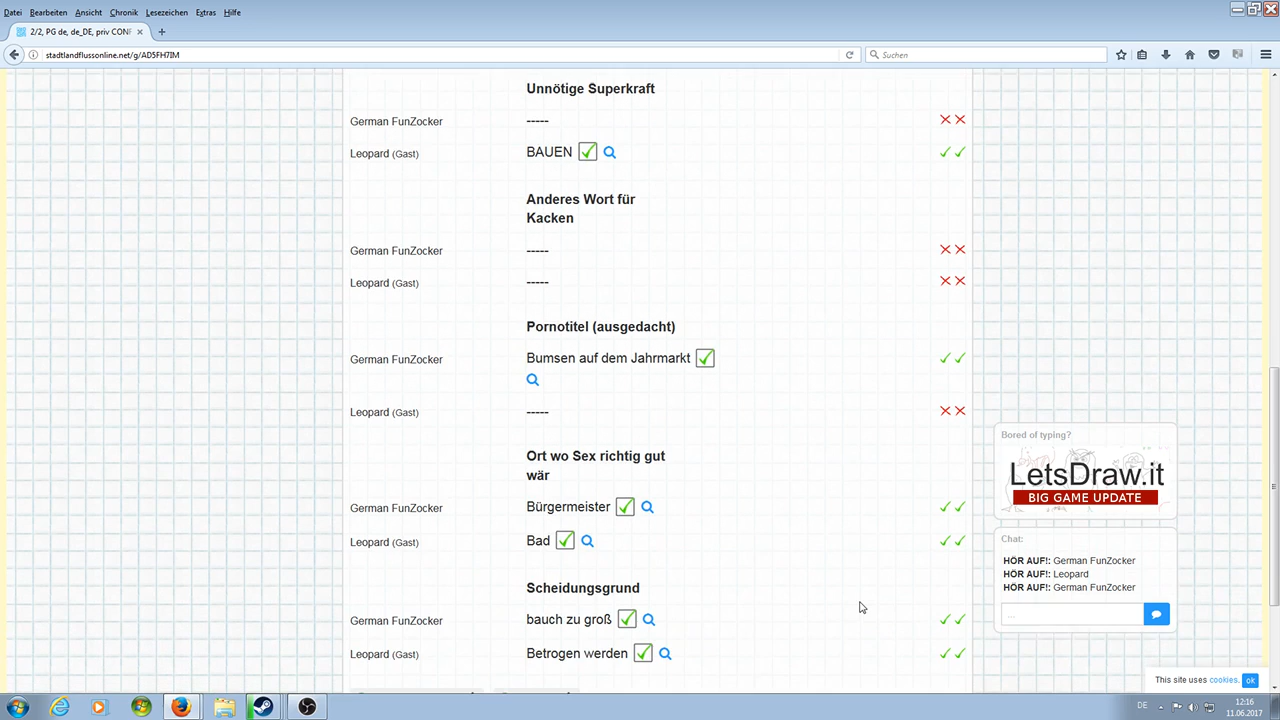 Datei Bearbeiten Ansicht Chronik Lesezeichen Extras Hilfe
2/2, PG de, de_DE, priv CONF
stadtlandflussonline.net/g/AD5FH7IM
Suchen
Unnötige Superkraft
German FunZocker -----
Leopard (Gast) BAUEN
Anderes Wort für
Kacken
German FunZocker -----
Leopard (Gast) -----
Pornotitel (ausgedacht)
German FunZocker Bumsen auf dem Jahrmarkt
Leopard (Gast) -----
Ort wo Sex richtig gut
wär
German FunZocker Bürgermeister
Leopard (Gast) Bad
Scheidungsgrund
German FunZocker bauch zu groß
Leopard (Gast) Betrogen werden
Bored of typing?
LetsDraw.it
BIG GAME UPDATE
Chat:
HÖR AUF!: German FunZocker
HÖR AUF!: Leopard
HÖR AUF!: German FunZocker
...
This site uses cookies. ok
DE
12:16
11.06.2017